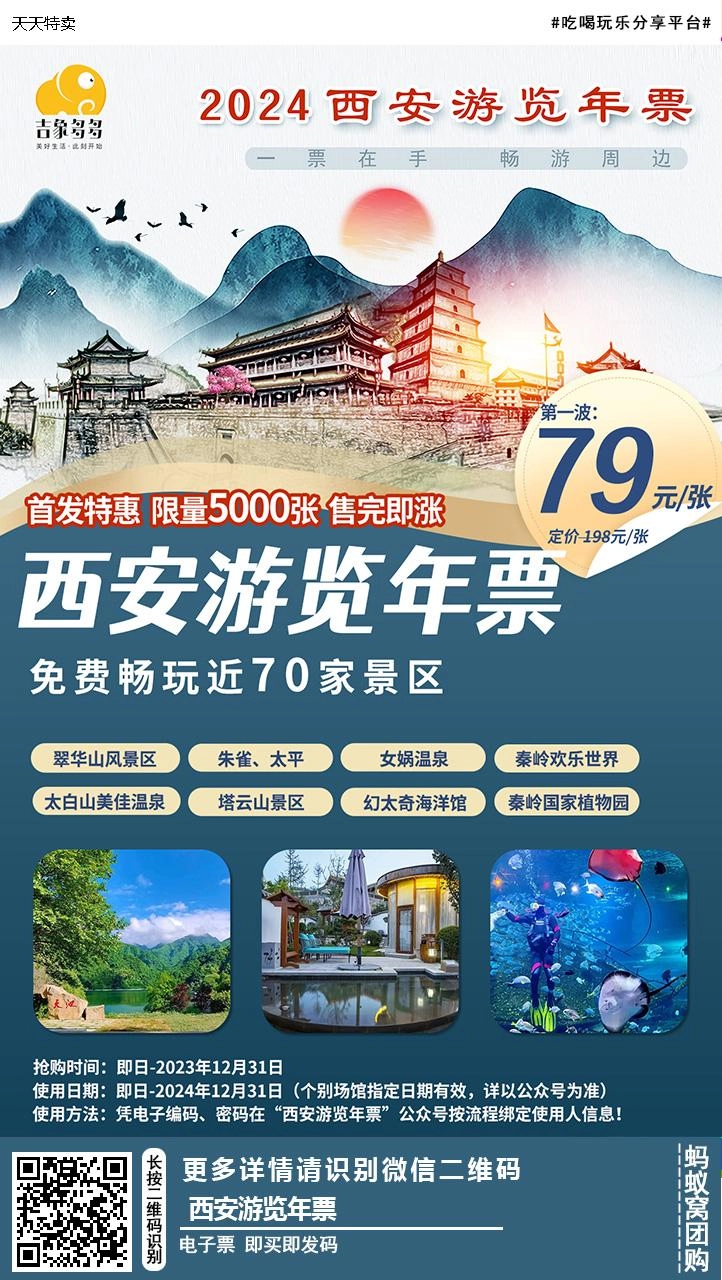 天天特卖
#吃喝玩乐分享平台#
吉象多多
美好生活·此刻开始
2024西安游览年票
一票在手 畅游周边
第一波：
79元/张
定价 198元/张
首发特惠 限量5000张 售完即涨
西安游览年票
免费畅玩近70家景区
翠华山风景区
朱雀、太平
女娲温泉
秦岭欢乐世界
太白山美佳温泉
塔云山景区
幻太奇海洋馆
秦岭国家植物园
天池
抢购时间：即日-2023年12月31日
使用日期：即日-2024年12月31日（个别场馆指定日期有效，详以公众号为准）
使用方法：凭电子编码、密码在“西安游览年票”公众号按流程绑定使用人信息！
长按二维码识别
更多详情请识别微信二维码
西安游览年票
电子票 即买即发码
蚂蚁窝团购